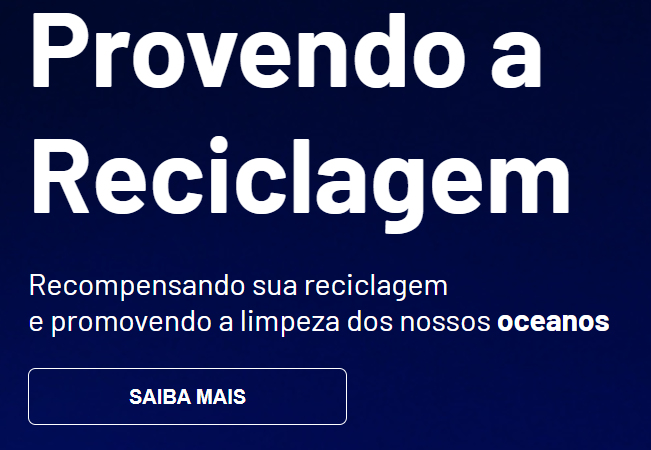 Provendo a
Reciclagem
Recompensando sua reciclagem
e promovendo a limpeza dos nossos oceanos
SAIBA MAIS